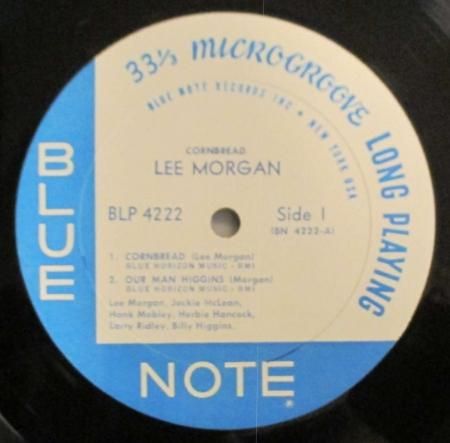 33⅓ MICROGROOVE LONG PLAYING
BLUE NOTE RECORDS INC • NEW YORK USA
CORNBREAD
LEE MORGAN
BLP 4222
Side 1
(BN 4222-A)
1. CORNBREAD (Lee Morgan)
BLUE HORIZON MUSIC - BMI
2. OUR MAN HIGGINS (Morgan)
BLUE HORIZON MUSIC - BMI
Lee Morgan, Jackie McLean,
Hank Mobley, Herbie Hancock,
Larry Ridley, Billy Higgins.
BLUE
NOTE
®